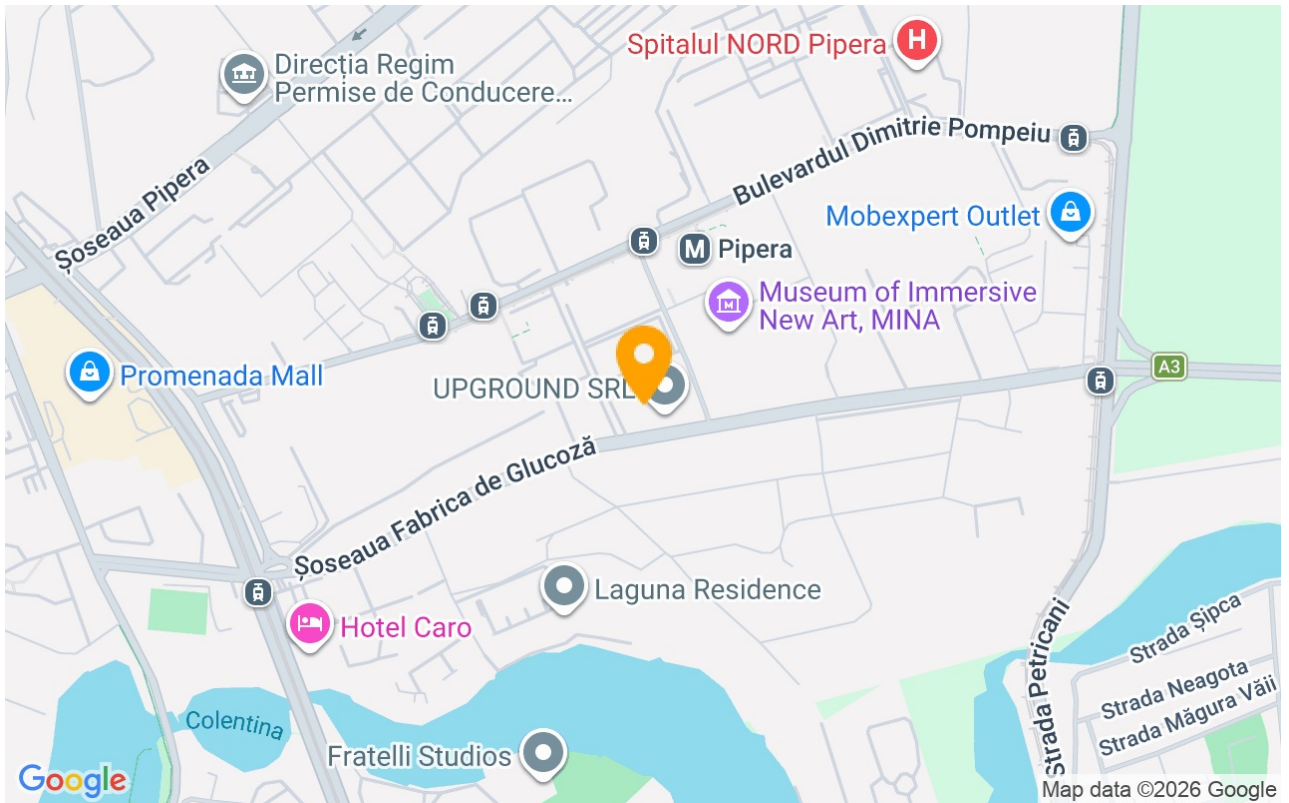 Spitalul NORD Pipera
H
Direcția Regim
Permise de Conducere...
Bulevardul Dimitrie Pompeiu
Șoseaua Pipera
Mobexpert Outlet
M Pipera
Museum of Immersive
New Art, MINA
Promenada Mall
A3
UPGROUND SRL
Șoseaua Fabrica de Glucoză
Laguna Residence
Hotel Caro
Strada Petricani
Strada Șipca
Strada Neagota
Strada Măgura Văii
Colentina
Fratelli Studios
Google
Map data ©2026 Google